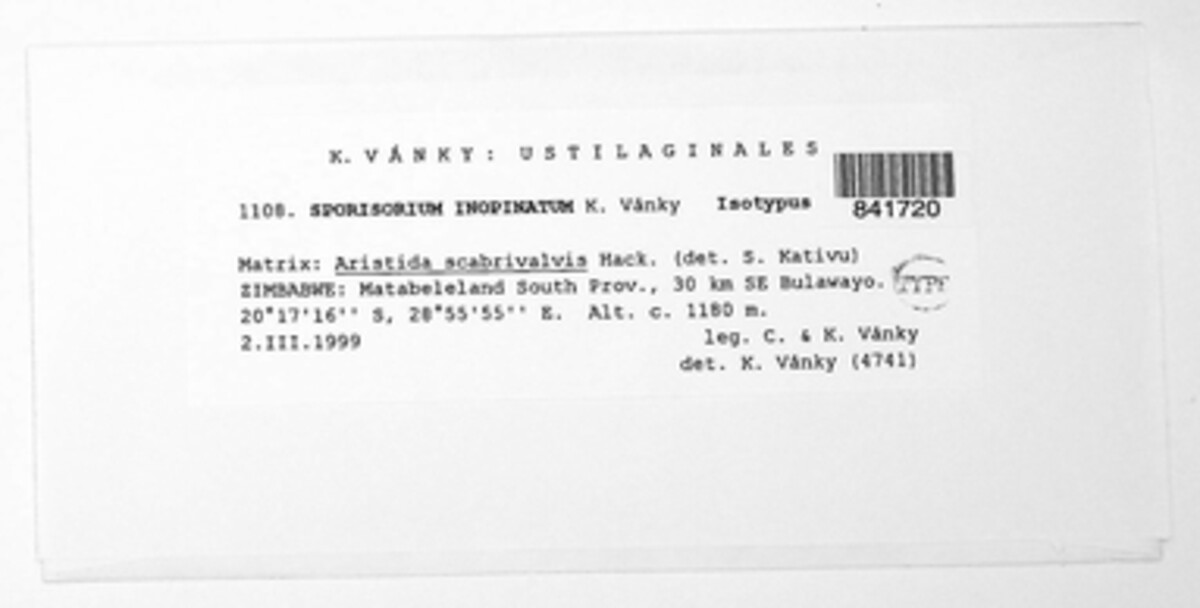 K. VÁNKY: USTILAGINALES
1108. SPORISORIUM INOPINATUM K. Vánky Isotypus
841720
Matrix: Aristida scabrivalvis Hack. (det. S. Kativu)
ZIMBABWE: Matabeleland South Prov., 30 km SE Bulawayo.
TYPE
20°17'16'' S, 28°55'55'' E. Alt. c. 1180 m.
2.III.1999 leg. C. & K. Vánky
det. K. Vánky (4741)